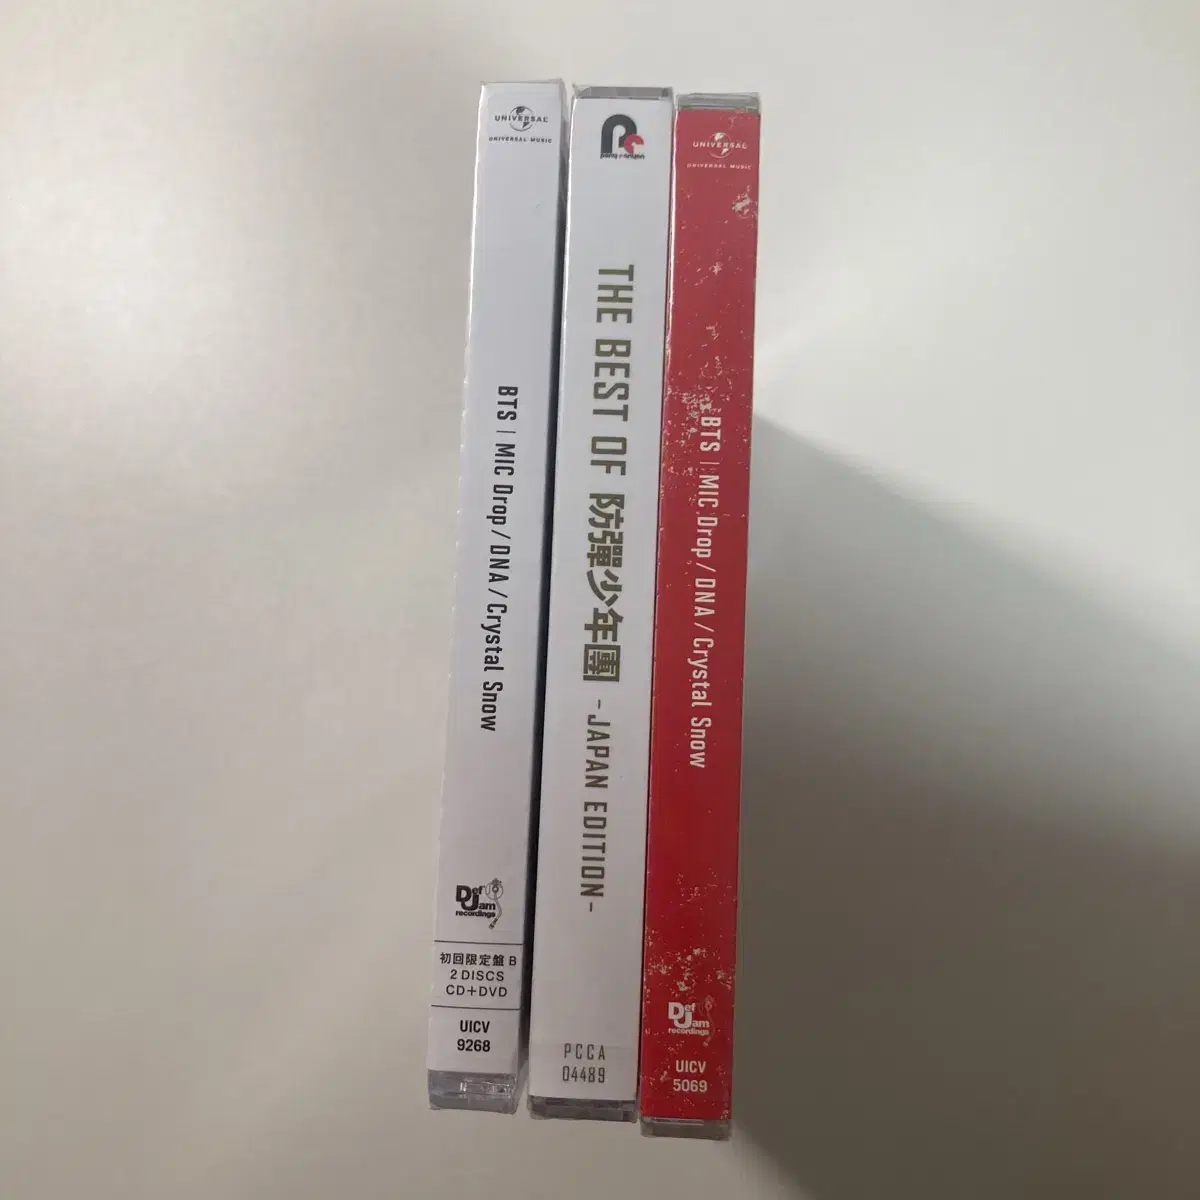 UNIVERSAL
UNIVERSAL MUSIC
BTS | MIC Drop / DNA / Crystal Snow
Def Jam
recordings
初回限定盤 B
2 DISCS
CD+DVD
UICV
9268
THE BEST OF 防彈少年團 -JAPAN EDITION-
PCCA
04489
UNIVERSAL
UNIVERSAL MUSIC
BTS | MIC Drop / DNA / Crystal Snow
Def Jam
recordings
UICV
5069